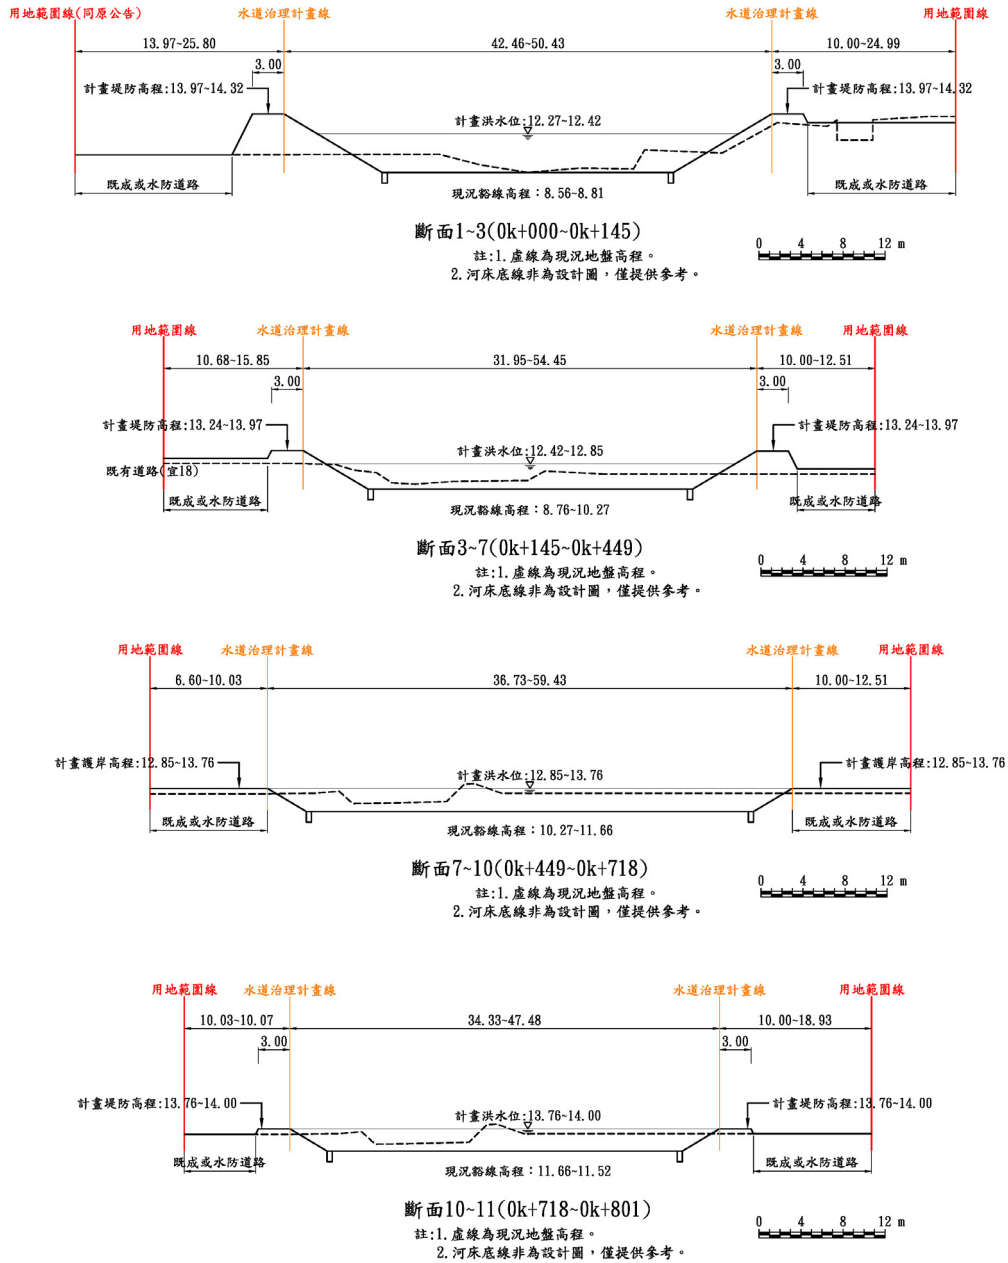 用地範圍線(同原公告) 水道治理計畫線 水道治理計畫線 用地範圍線
13.97~25.80 42.46~50.43 10.00~24.99
3.00 3.00
計畫堤防高程:13.97~14.32 計畫堤防高程:13.97~14.32
計畫洪水位:12.27~12.42
既成或水防道路 現況谿線高程：8.56~8.81 既成或水防道路
斷面1~3(0k+000~0k+145)
0 4 8 12 m
註:1.虛線為現況地盤高程。
2.河床底線非為設計圖，僅提供參考。
用地範圍線 水道治理計畫線 水道治理計畫線 用地範圍線
10.68~15.85 31.95~54.45 10.00~12.51
3.00 3.00
計畫堤防高程:13.24~13.97 計畫堤防高程:13.24~13.97
計畫洪水位:12.42~12.85
既有道路(宜18)
既成或水防道路 現況谿線高程：8.76~10.27 既成或水防道路
斷面3~7(0k+145~0k+449)
0 4 8 12 m
註:1.虛線為現況地盤高程。
2.河床底線非為設計圖，僅提供參考。
用地範圍線 水道治理計畫線 水道治理計畫線 用地範圍線
6.60~10.03 36.73~59.43 10.00~12.51
計畫護岸高程:12.85~13.76 計畫護岸高程:12.85~13.76
計畫洪水位:12.85~13.76
既成或水防道路 現況谿線高程：10.27~11.66 既成或水防道路
斷面7~10(0k+449~0k+718)
0 4 8 12 m
註:1.虛線為現況地盤高程。
2.河床底線非為設計圖，僅提供參考。
用地範圍線 水道治理計畫線 水道治理計畫線 用地範圍線
10.03~10.07 34.33~47.48 10.00~18.93
3.00 3.00
計畫堤防高程:13.76~14.00 計畫堤防高程:13.76~14.00
計畫洪水位:13.76~14.00
既成或水防道路 現況谿線高程：11.66~11.52 既成或水防道路
斷面10~11(0k+718~0k+801)
0 4 8 12 m
註:1.虛線為現況地盤高程。
2.河床底線非為設計圖，僅提供參考。